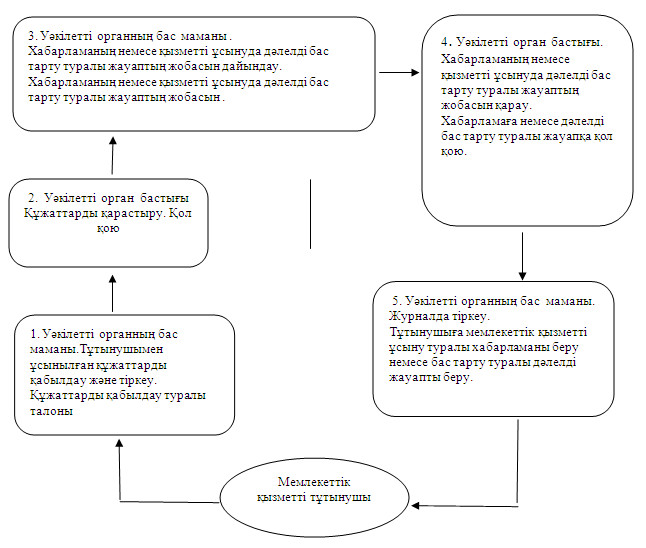 3. Уәкілетті органның бас маманы.
Хабарламаның немесе қызметті ұсынуда дәлелді бас
тарту туралы жауаптың жобасын дайындау.
Хабарламаның немесе қызметті ұсынуда дәлелді бас
тарту туралы жауаптың жобасын .
4. Уәкілетті орган бастығы.
Хабарламаның немесе
қызметті ұсынуда дәлелді бас
тарту туралы жауаптың
жобасын қарау.
Хабарламаға немесе дәлелді
бас тарту туралы жауапқа қол
қою.
2. Уәкілетті орган бастығы
Құжаттарды қарастыру. Қол
қою
1. Уәкілетті органның бас
маманы.Тұтынушымен
ұсынылған құжаттарды
қабылдау және тіркеу.
Құжаттарды қабылдау туралы
талоны
5. Уәкілетті органның бас маманы.
Журналда тіркеу.
Тұтынушыға мемлекеттік қызметті
ұсыну туралы хабарламаны беру
немесе бас тарту туралы дәлелді
жауапты беру.
Мемлекеттік
қызметті тұтынушы